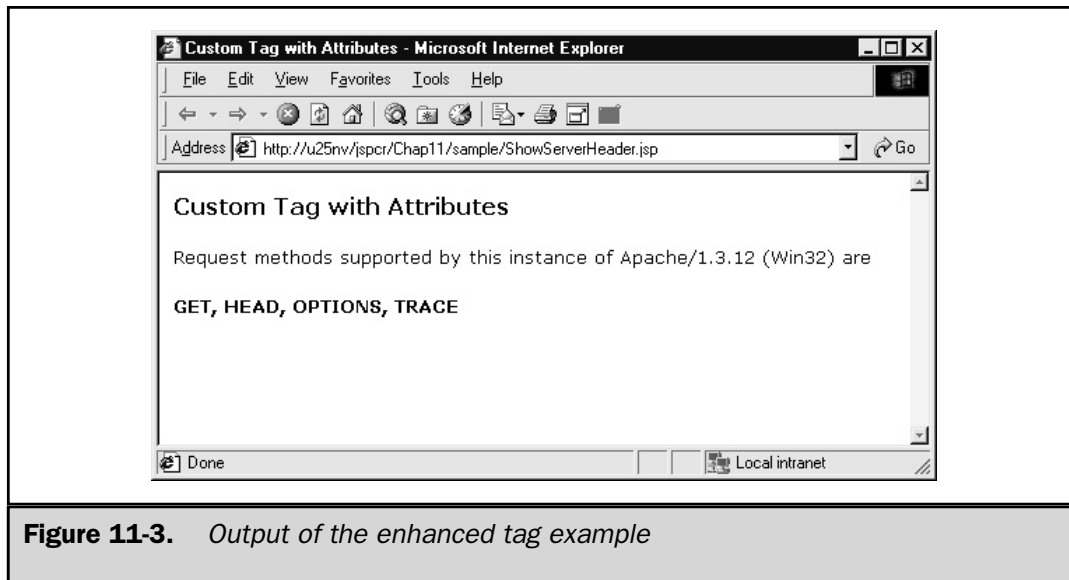 Custom Tag with Attributes - Microsoft Internet Explorer
File Edit View Favorites Tools Help
Address http://u25nv/jspcr/Chap11/sample/ShowServerHeader.jsp Go
Custom Tag with Attributes
Request methods supported by this instance of Apache/1.3.12 (Win32) are
GET, HEAD, OPTIONS, TRACE
Done Local intranet
Figure 11-3. Output of the enhanced tag example